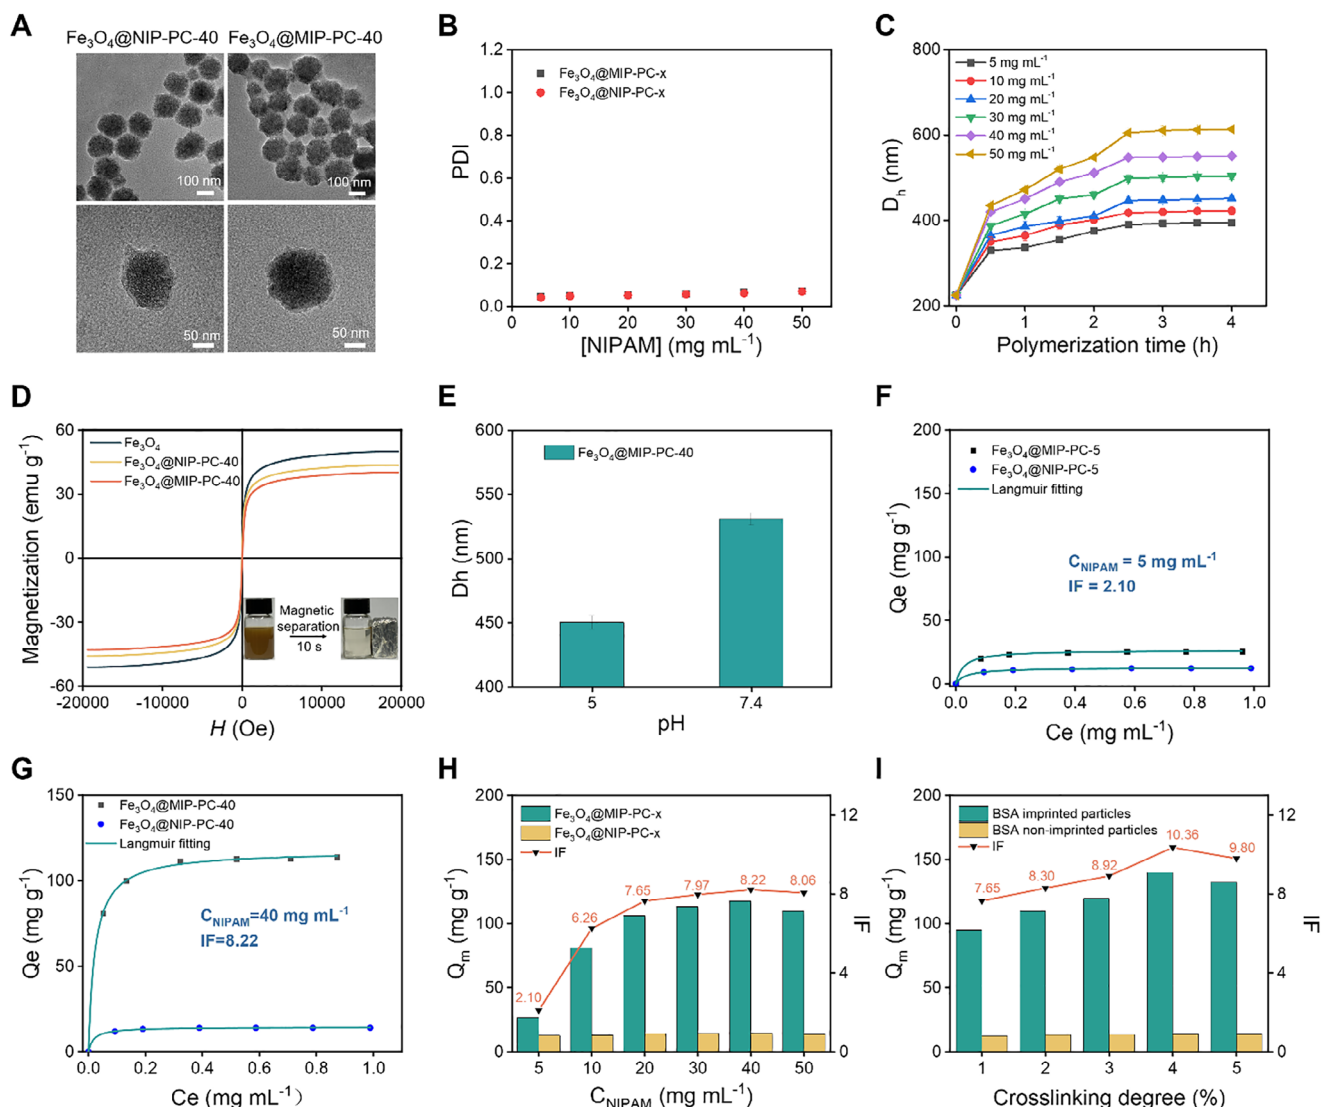 A
Fe₃O₄@NIP-PC-40 Fe₃O₄@MIP-PC-40
100 nm
100 nm
50 nm
50 nm
B
1.2
1.0
0.8
0.6
0.4
0.2
0.0
PDI
Fe₃O₄@MIP-PC-x
Fe₃O₄@NIP-PC-x
0 10 20 30 40 50
[NIPAM] (mg mL⁻¹)
C
800
600
400
200
Dₕ (nm)
5 mg mL⁻¹
10 mg mL⁻¹
20 mg mL⁻¹
30 mg mL⁻¹
40 mg mL⁻¹
50 mg mL⁻¹
0 1 2 3 4
Polymerization time (h)
D
60
30
0
-30
-60
Magnetization (emu g⁻¹)
Fe₃O₄
Fe₃O₄@NIP-PC-40
Fe₃O₄@MIP-PC-40
Magnetic
separation
10 s
-20000 -10000 0 10000 20000
H (Oe)
E
600
550
500
450
400
Dh (nm)
Fe₃O₄@MIP-PC-40
5 7.4
pH
F
200
150
100
50
0
Qe (mg g⁻¹)
Fe₃O₄@MIP-PC-5
Fe₃O₄@NIP-PC-5
Langmuir fitting
C_NIPAM = 5 mg mL⁻¹
IF = 2.10
0.0 0.2 0.4 0.6 0.8 1.0
Ce (mg mL⁻¹)
G
150
100
50
0
Qe (mg g⁻¹)
Fe₃O₄@MIP-PC-40
Fe₃O₄@NIP-PC-40
Langmuir fitting
C_NIPAM=40 mg mL⁻¹
IF=8.22
0.0 0.2 0.4 0.6 0.8 1.0
Ce (mg mL⁻¹)
H
200
150
100
50
0
Qₘ (mg g⁻¹)
Fe₃O₄@MIP-PC-x
Fe₃O₄@NIP-PC-x
IF
2.10 6.26 7.65 7.97 8.22 8.06
12
8
4
0
IF
5 10 20 30 40 50
C_NIPAM (mg mL⁻¹)
I
200
150
100
50
0
Qₘ (mg g⁻¹)
BSA imprinted particles
BSA non-imprinted particles
IF
7.65 8.30 8.92 10.36 9.80
12
8
4
0
IF
1 2 3 4 5
Crosslinking degree (%)